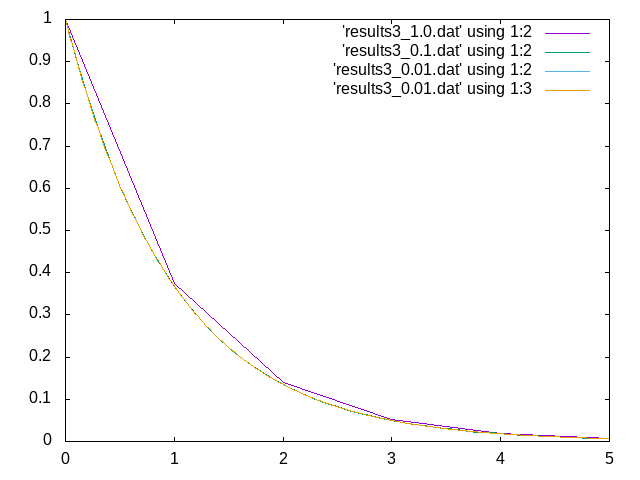 1
0.9
0.8
0.7
0.6
0.5
0.4
0.3
0.2
0.1
0
0 1 2 3 4 5
'results3_1.0.dat' using 1:2
'results3_0.1.dat' using 1:2
'results3_0.01.dat' using 1:2
'results3_0.01.dat' using 1:3